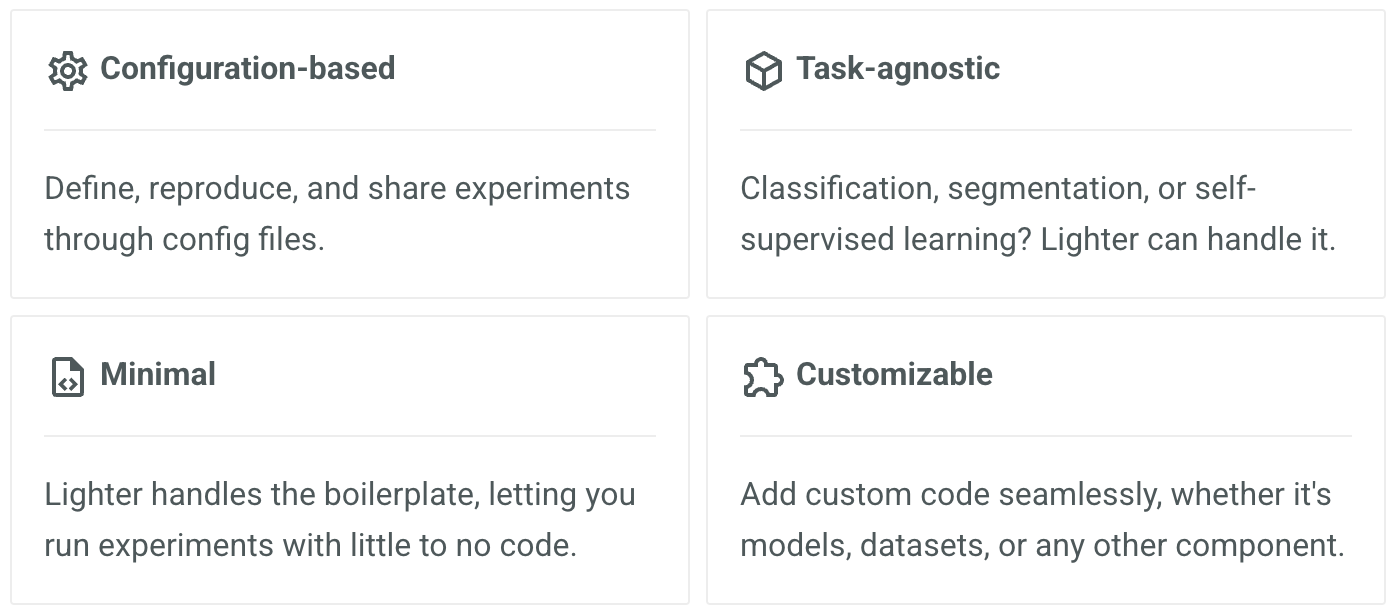 Configuration-based
Define, reproduce, and share experiments
through config files.
Task-agnostic
Classification, segmentation, or self-
supervised learning? Lighter can handle it.
Minimal
Lighter handles the boilerplate, letting you
run experiments with little to no code.
Customizable
Add custom code seamlessly, whether it's
models, datasets, or any other component.